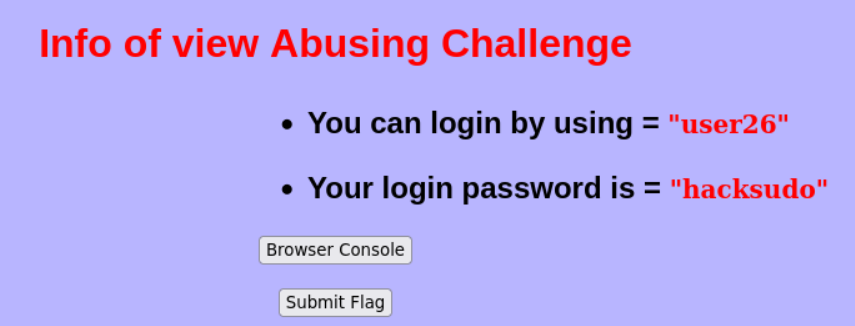 Info of view Abusing Challenge
• You can login by using = "user26"
• Your login password is = "hacksudo"
Browser Console
Submit Flag